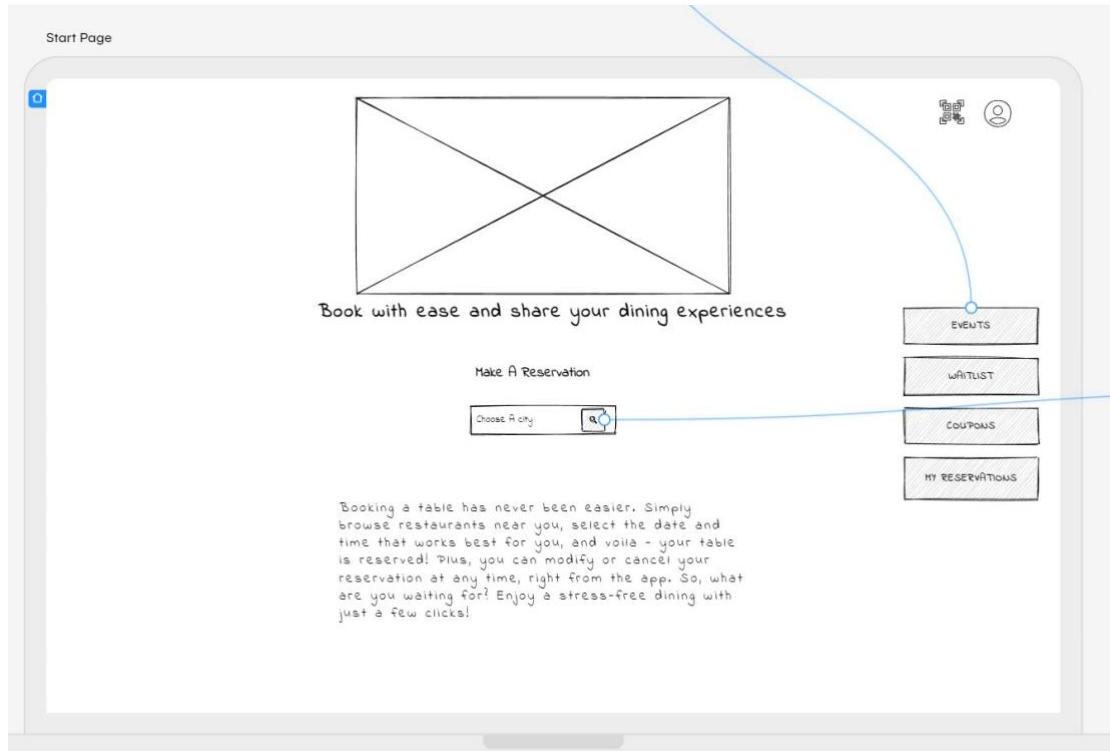 Start Page
Book with ease and share your dining experiences
EVENTS
Make A Reservation
WAITLIST
Choose A city
COUPONS
MY RESERVATIONS
Booking a table has never been easier. Simply
browse restaurants near you, select the date and
time that works best for you, and voila - your table
is reserved! Plus, you can modify or cancel your
reservation at any time, right from the app. So, what
are you waiting for? Enjoy a stress-free dining with
just a few clicks!